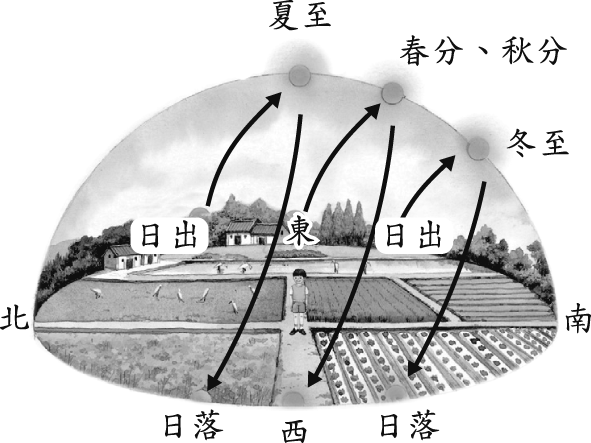 夏至
春分、秋分
冬至
日出
東
日出
北
南
日落
西
日落